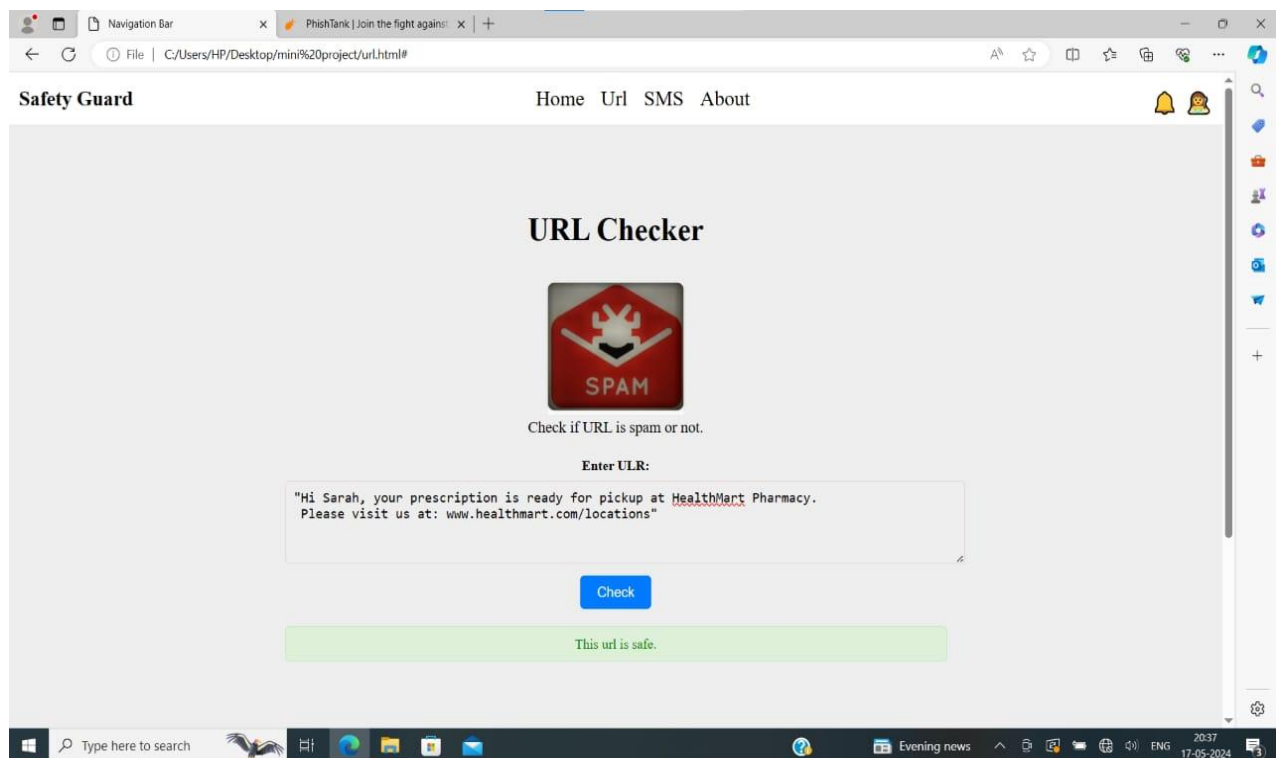 Navigation Bar
PhishTank | Join the fight against
File | C:/Users/HP/Desktop/mini%20project/url.html#
Safety Guard
Home Url SMS About
URL Checker
SPAM
Check if URL is spam or not.
Enter ULR:
"Hi Sarah, your prescription is ready for pickup at HealthMart Pharmacy.
Please visit us at: www.healthmart.com/locations"
Check
This url is safe.
Type here to search
Evening news
ENG
20:37
17-05-2024
3